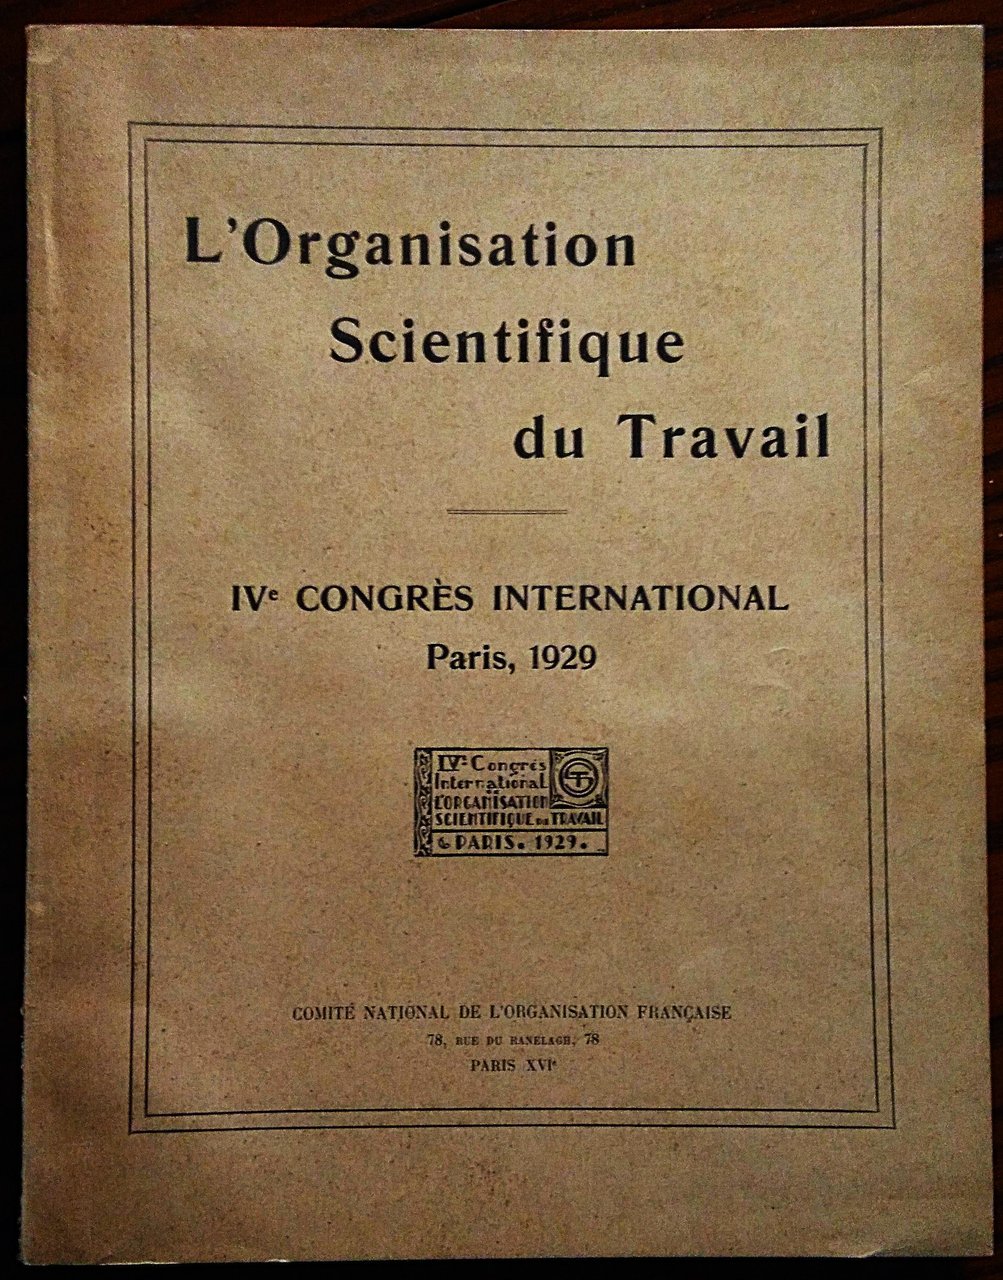 L'Organisation
Scientifique
du Travail
IVe CONGRÈS INTERNATIONAL
Paris, 1929
IVe Congrès
International
L'ORGANISATION
SCIENTIFIQUE DU TRAVAIL
PARIS. 1929.
COMITÉ NATIONAL DE L'ORGANISATION FRANÇAISE
78, RUE DU RANELAGH, 78
PARIS XVIe